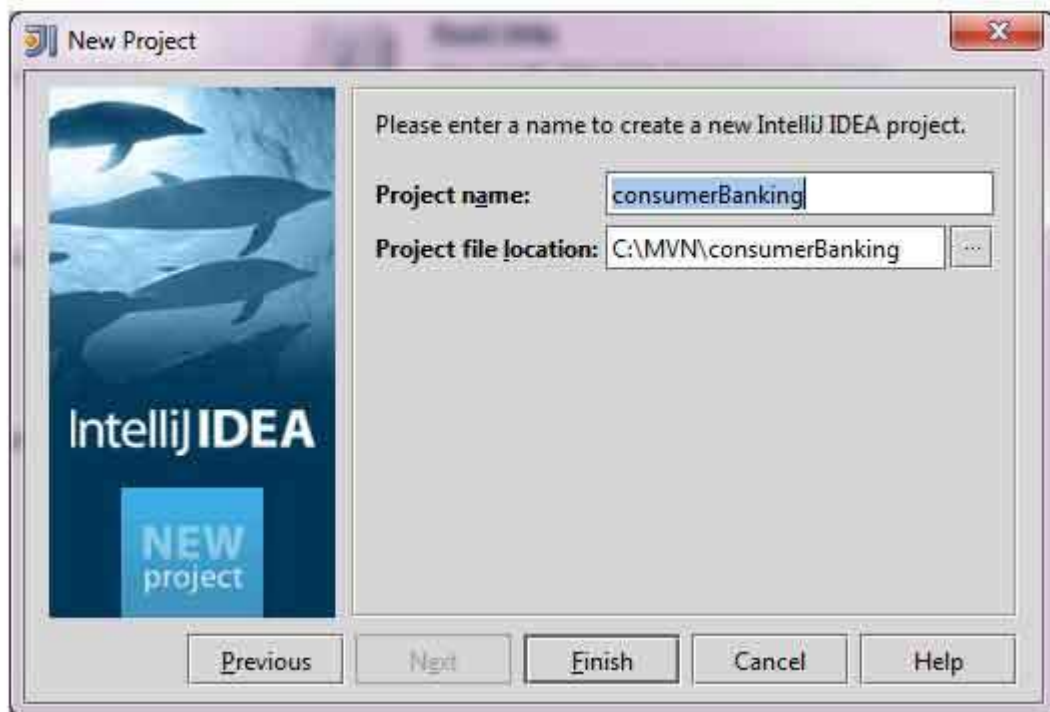 New Project
Please enter a name to create a new IntelliJ IDEA project.
Project name: consumerBanking
Project file location: C:\MVN\consumerBanking ...
IntelliJ IDEA
NEW
project
Previous Next Finish Cancel Help